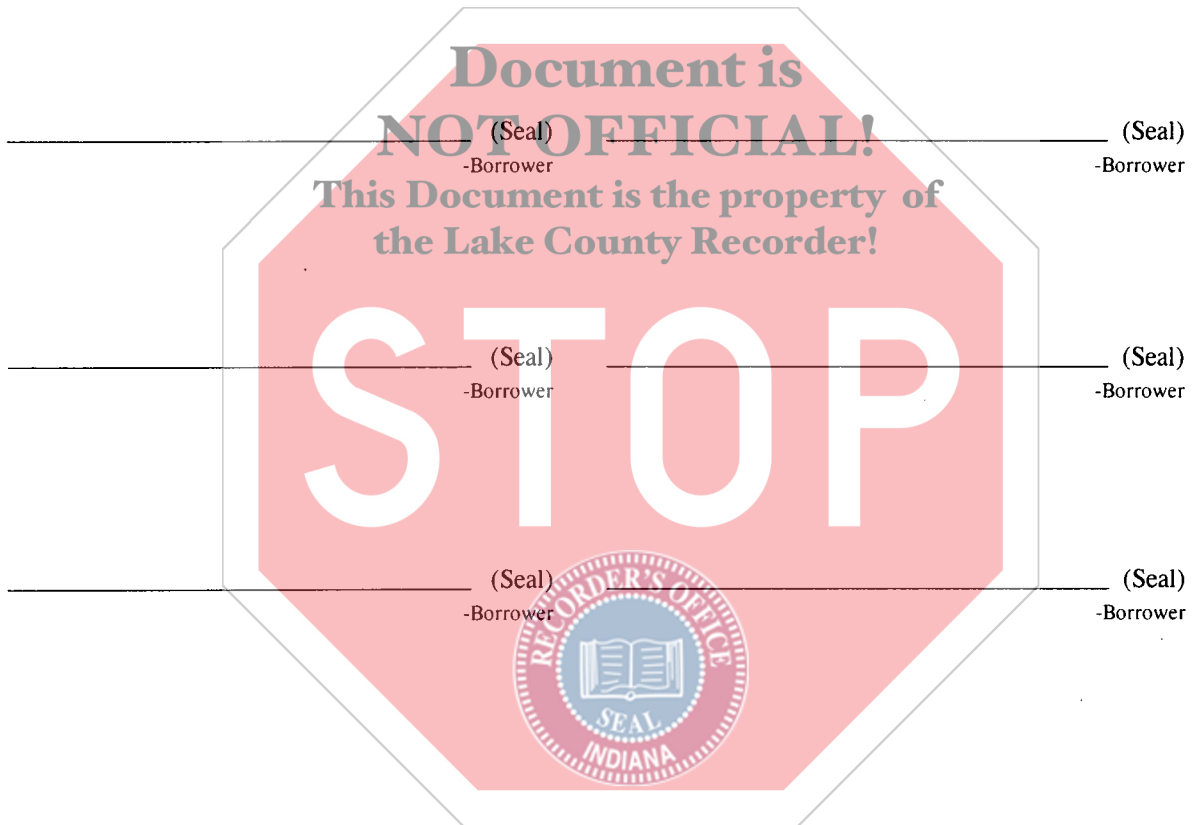 Document is
NOT OFFICIAL!
(Seal) (Seal)
-Borrower -Borrower
This Document is the property of
the Lake County Recorder!
STOP
(Seal) (Seal)
-Borrower -Borrower
(Seal) (Seal)
-Borrower -Borrower
RECORDER'S OFFICE
SEAL
INDIANA